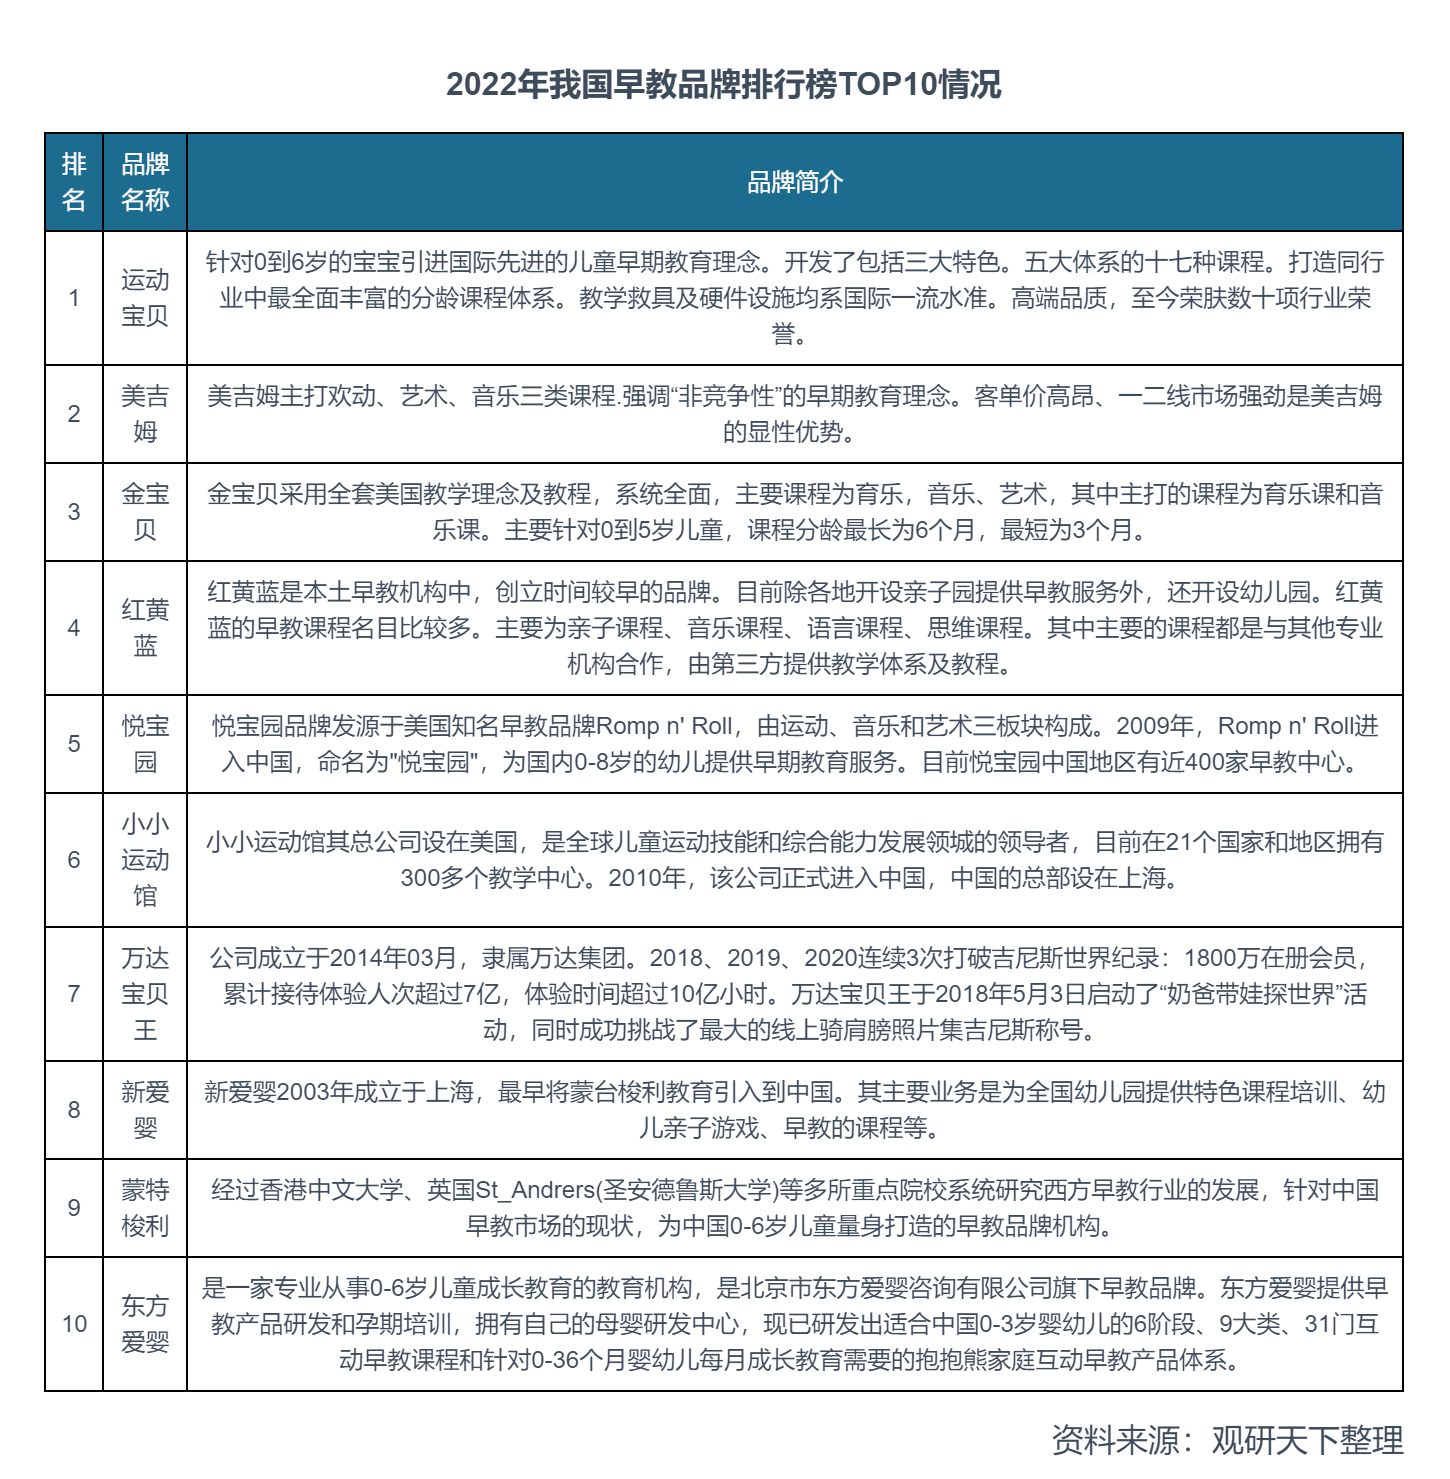 2022年我国早教品牌排行榜TOP10情况
排名 品牌名称 品牌简介
1 运动宝贝 针对0到6岁的宝宝引进国际先进的儿童早期教育理念。开发了包括三大特色。五大体系的十七种课程。打造同行
业中最全面丰富的分龄课程体系。教学救具及硬件设施均系国际一流水准。高端品质，至今荣肤数十项行业荣
誉。
2 美吉姆 美吉姆主打欢动、艺术、音乐三类课程.强调“非竞争性”的早期教育理念。客单价高昂、一二线市场强劲是美吉姆
的显性优势。
3 金宝贝 金宝贝采用全套美国教学理念及教程，系统全面，主要课程为育乐，音乐、艺术，其中主打的课程为育乐课和音
乐课。主要针对0到5岁儿童，课程分龄最长为6个月，最短为3个月。
4 红黄蓝 红黄蓝是本土早教机构中，创立时间较早的品牌。目前除各地开设亲子园提供早教服务外，还开设幼儿园。红黄
蓝的早教课程名目比较多。主要为亲子课程、音乐课程、语言课程、思维课程。其中主要的课程都是与其他专业
机构合作，由第三方提供教学体系及教程。
5 悦宝园 悦宝园品牌发源于美国知名早教品牌Romp n' Roll，由运动、音乐和艺术三板块构成。2009年，Romp n' Roll进
入中国，命名为"悦宝园"，为国内0-8岁的幼儿提供早期教育服务。目前悦宝园中国地区有近400家早教中心。
6 小小运动馆 小小运动馆其总公司设在美国，是全球儿童运动技能和综合能力发展领城的领导者，目前在21个国家和地区拥有
300多个教学中心。2010年，该公司正式进入中国，中国的总部设在上海。
7 万达宝贝王 公司成立于2014年03月，隶属万达集团。2018、2019、2020连续3次打破吉尼斯世界纪录：1800万在册会员，
累计接待体验人次超过7亿，体验时间超过10亿小时。万达宝贝王于2018年5月3日启动了“奶爸带娃探世界”活
动，同时成功挑战了最大的线上骑肩膀照片集吉尼斯称号。
8 新爱婴 新爱婴2003年成立于上海，最早将蒙台梭利教育引入到中国。其主要业务是为全国幼儿园提供特色课程培训、幼
儿亲子游戏、早教的课程等。
9 蒙特梭利 经过香港中文大学、英国St_Andrers(圣安德鲁斯大学)等多所重点院校系统研究西方早教行业的发展，针对中国
早教市场的现状，为中国0-6岁儿童量身打造的早教品牌机构。
10 东方爱婴 是一家专业从事0-6岁儿童成长教育的教育机构，是北京市东方爱婴咨询有限公司旗下早教品牌。东方爱婴提供早
教产品研发和孕期培训，拥有自己的母婴研发中心，现已研发出适合中国0-3岁婴幼儿的6阶段、9大类、31门互
动早教课程和针对0-36个月婴幼儿每月成长教育需要的抱抱熊家庭互动早教产品体系。
资料来源：观研天下整理